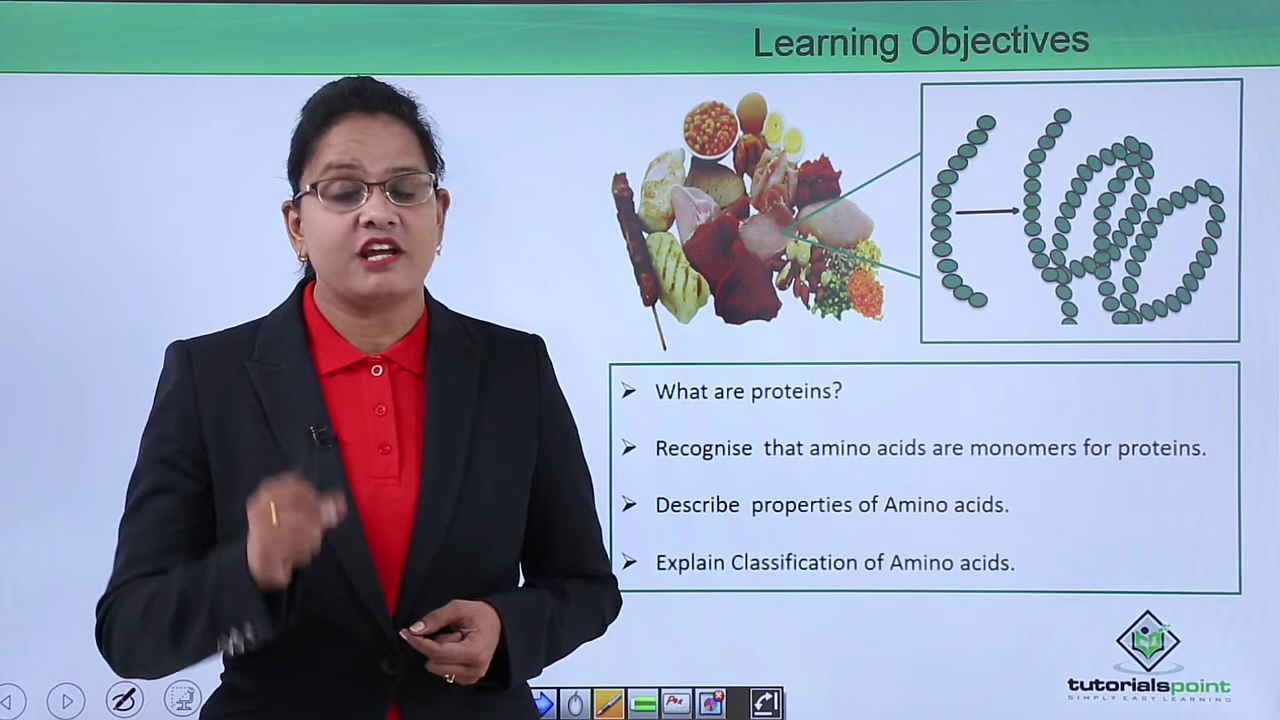 Learning Objectives
What are proteins?
Recognise that amino acids are monomers for proteins.
Describe properties of Amino acids.
Explain Classification of Amino acids.
tutorialspoint
SIMPLY EASY LEARNING
Pen